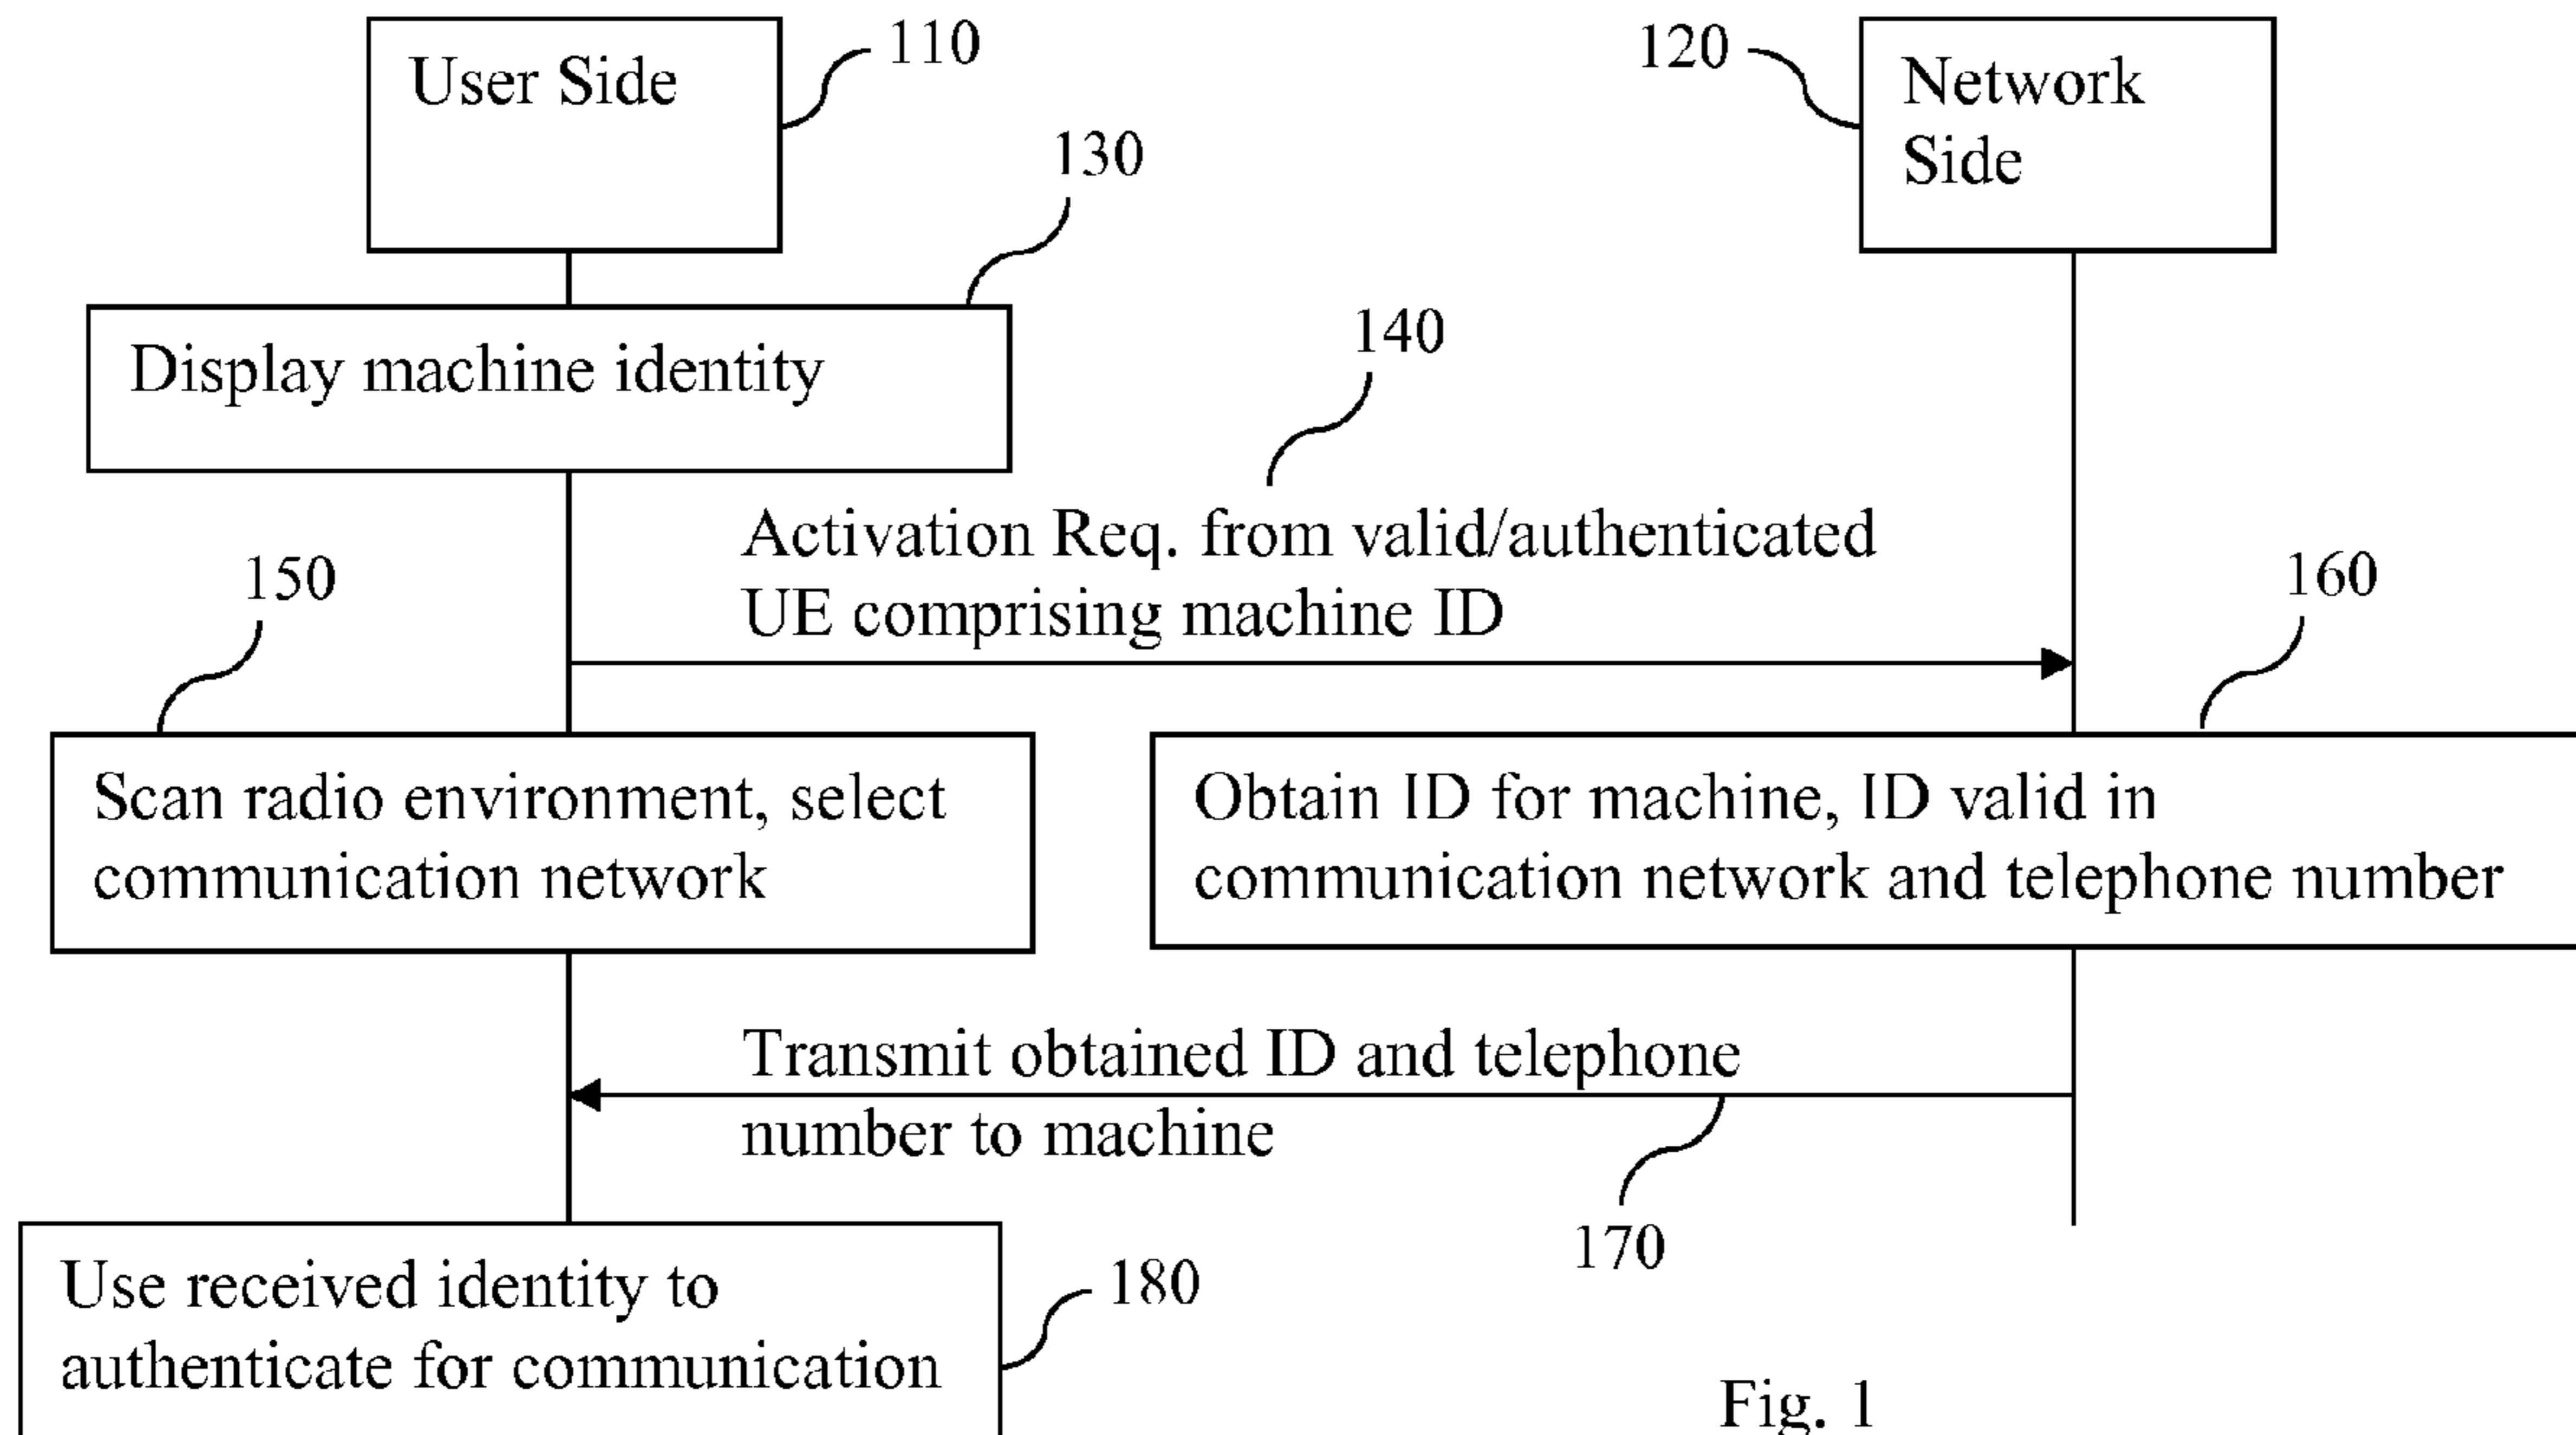 User Side
110
120
Network
Side
130
Display machine identity
140
Activation Req. from valid/authenticated
UE comprising machine ID
150
160
Scan radio environment, select
communication network
Obtain ID for machine, ID valid in
communication network and telephone number
Transmit obtained ID and telephone
number to machine
170
Use received identity to
authenticate for communication
180
Fig. 1